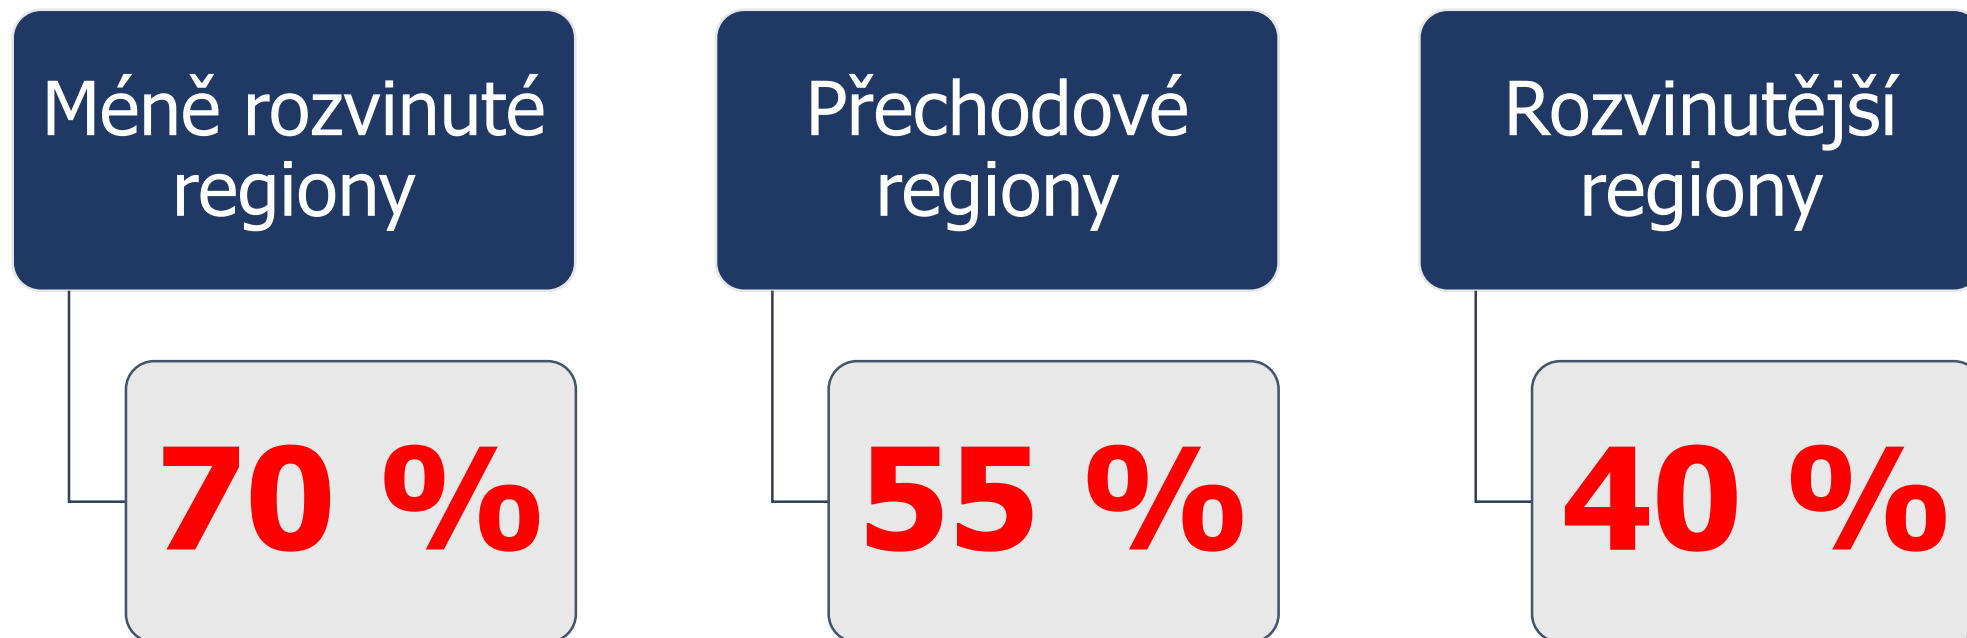 Méně rozvinuté
regiony
70 %
Přechodové
regiony
55 %
Rozvinutější
regiony
40 %